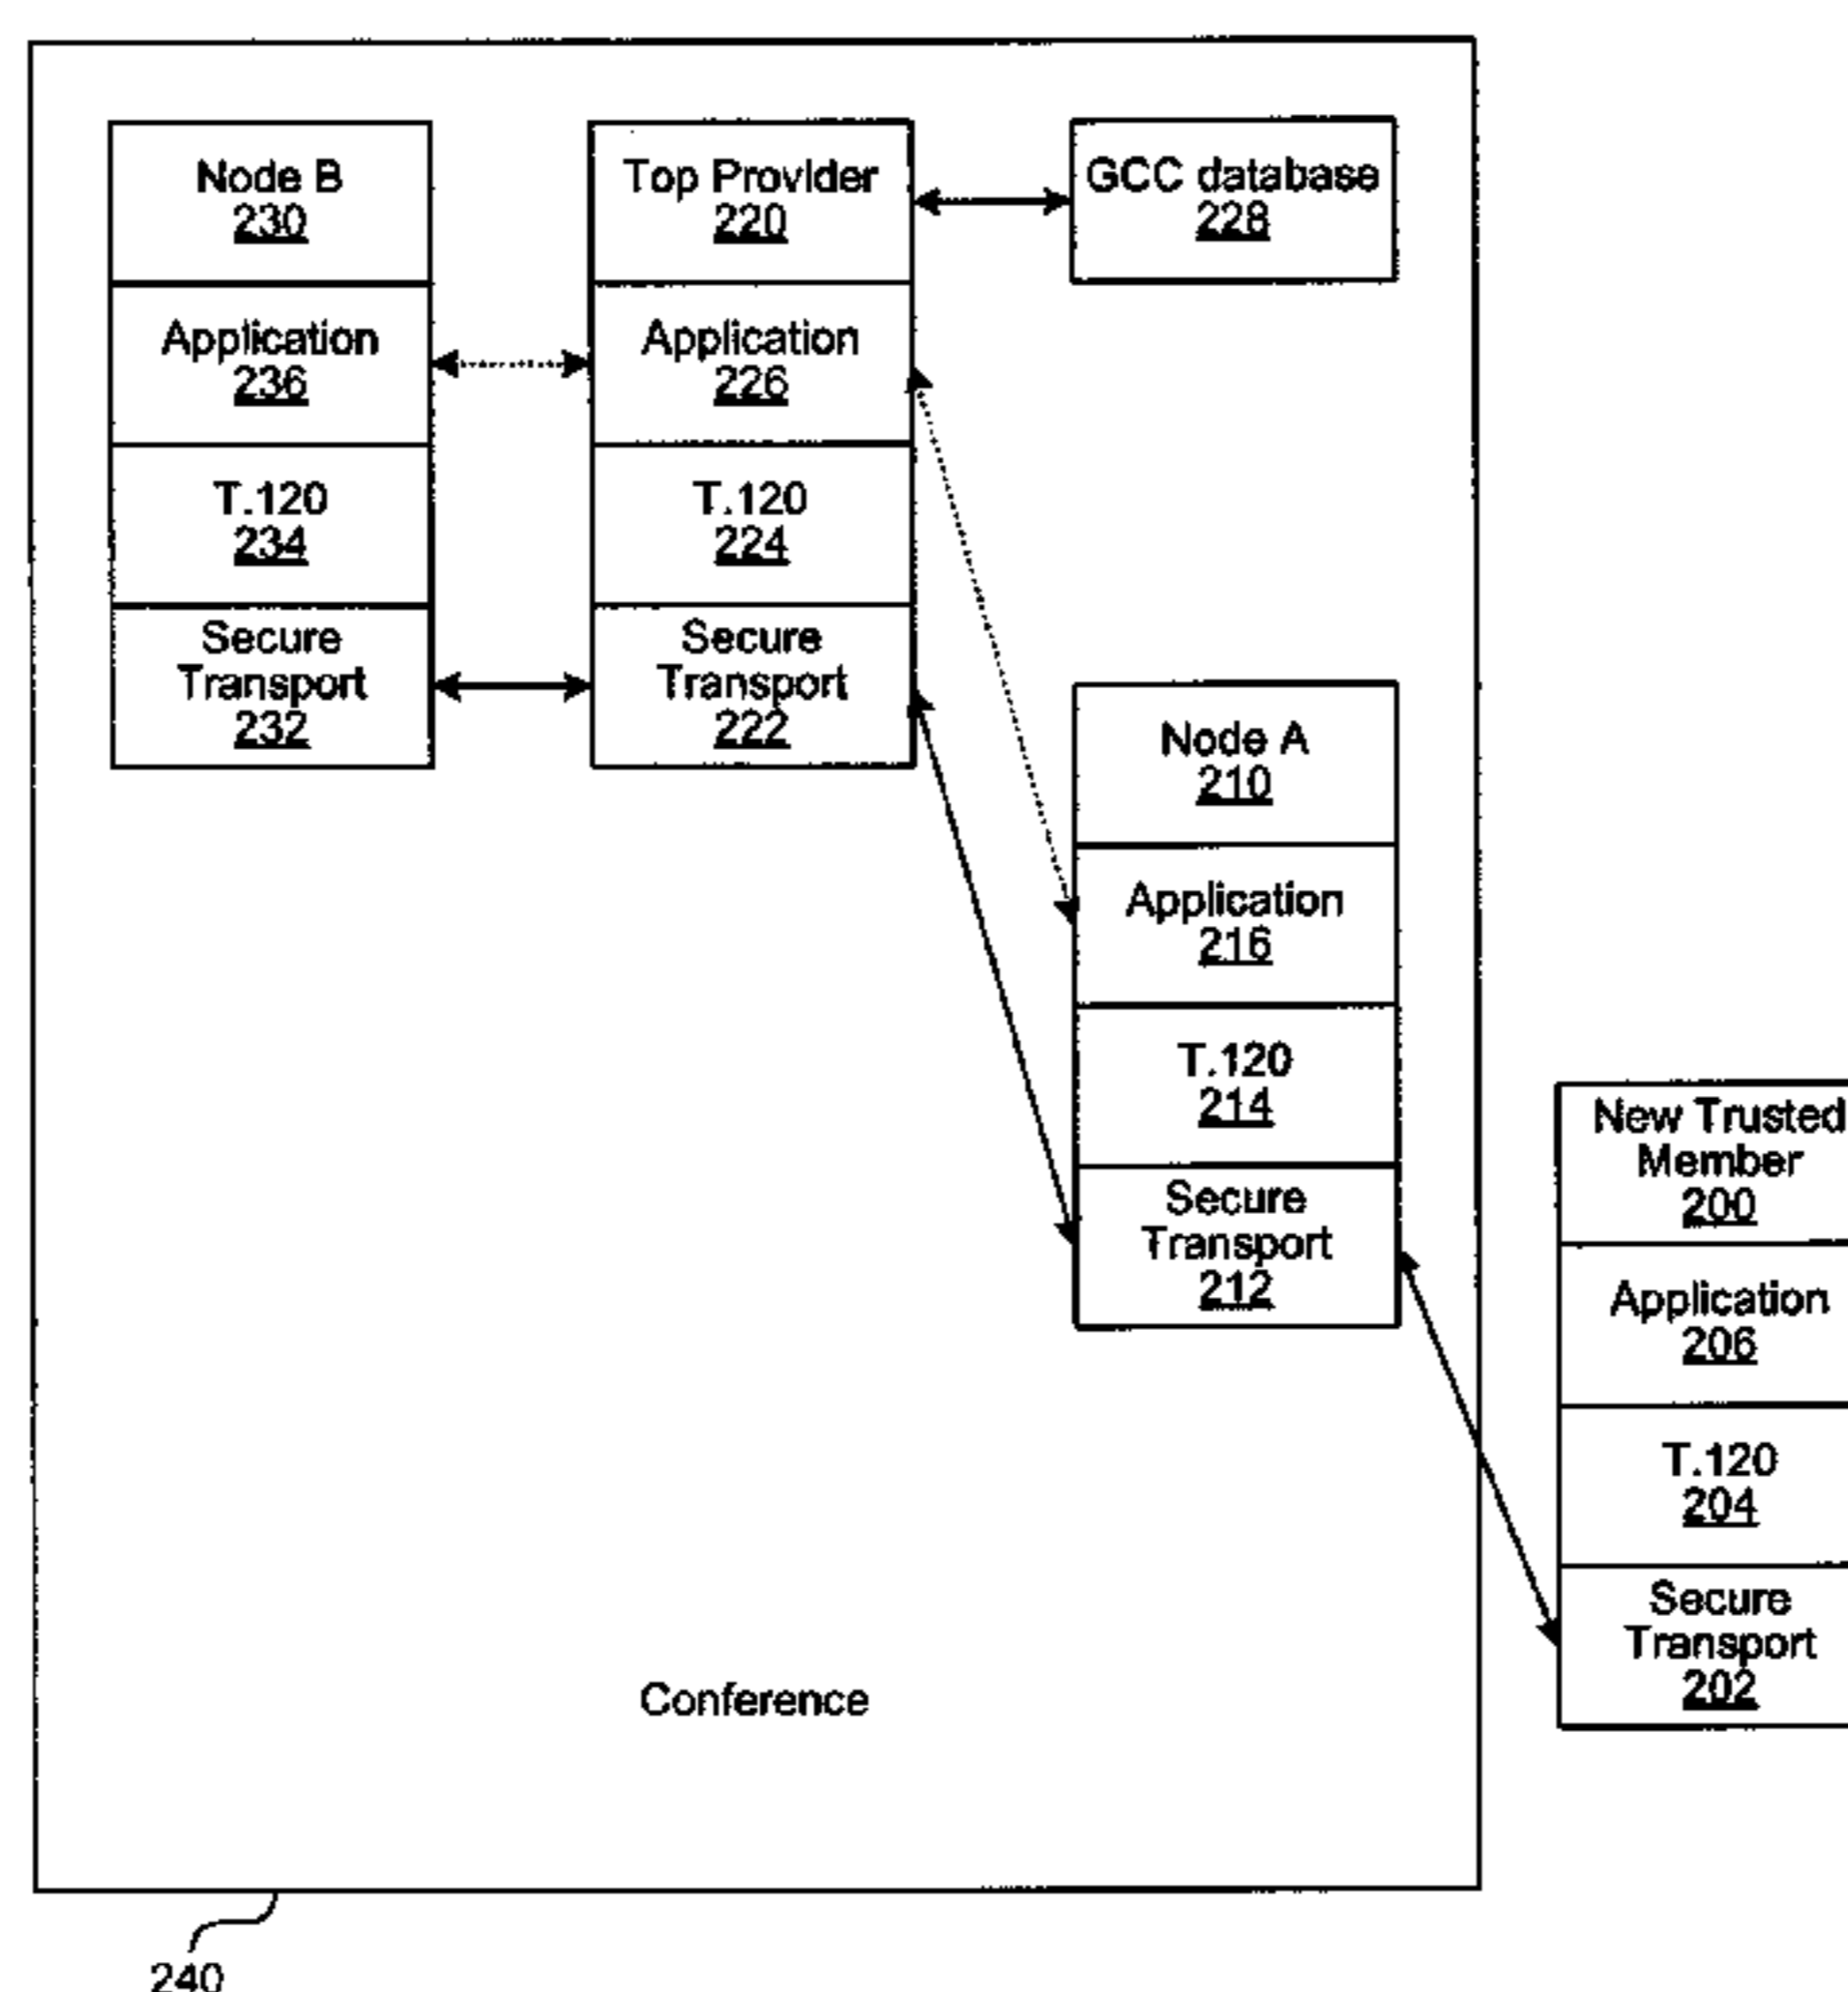 Node B
230
Application
236
T.120
234
Secure
Transport
232
Top Provider
220
Application
226
T.120
224
Secure
Transport
222
GCC database
228
Node A
210
Application
216
T.120
214
Secure
Transport
212
New Trusted
Member
200
Application
206
T.120
204
Secure
Transport
202
Conference
240